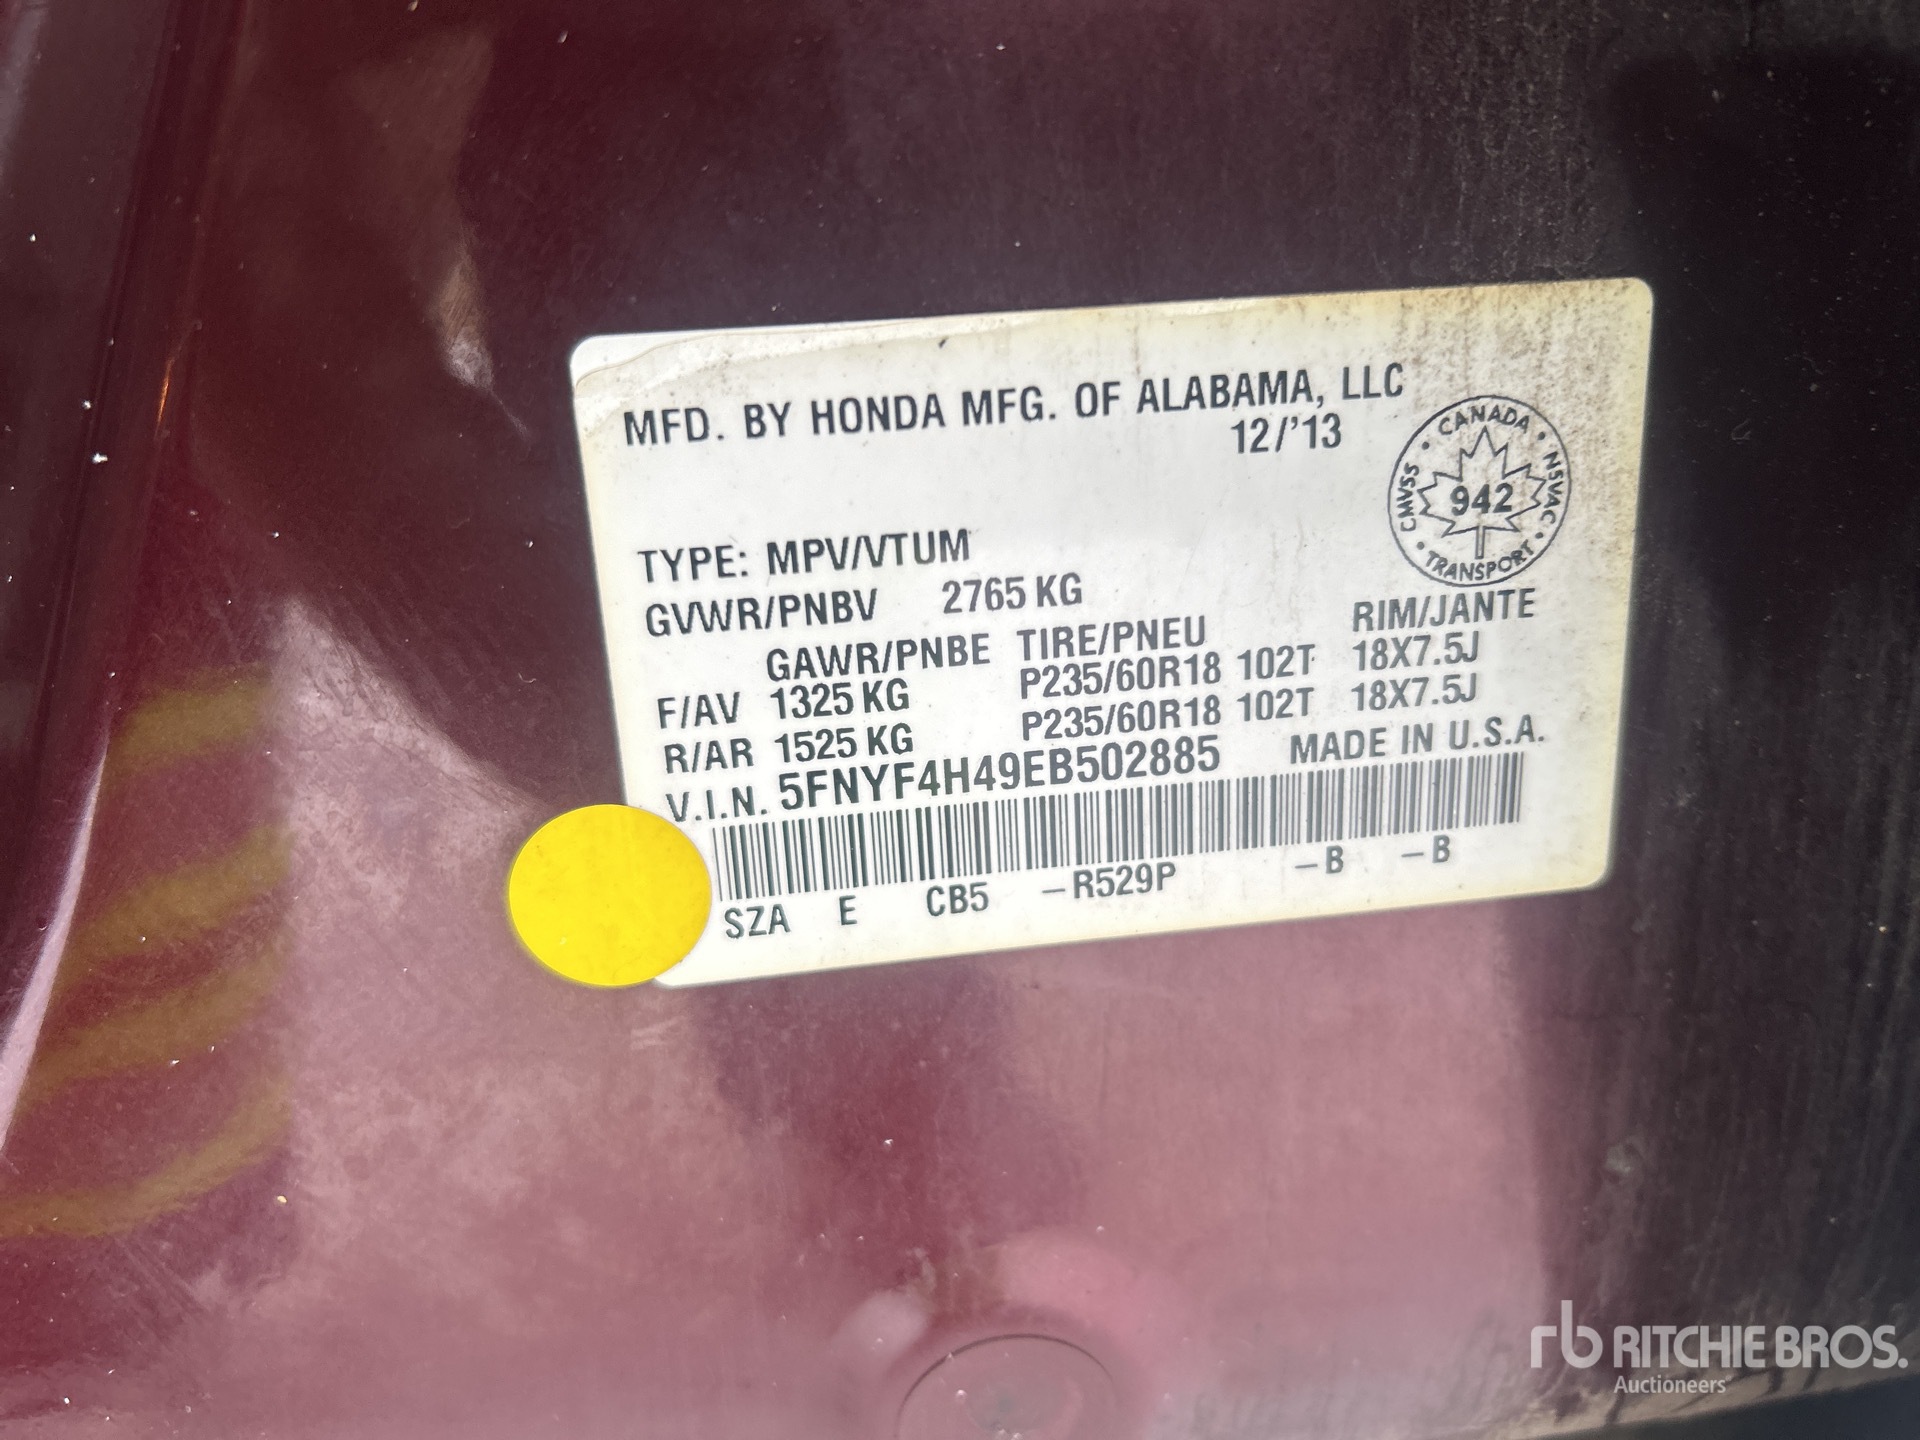 MFD. BY HONDA MFG. OF ALABAMA, LLC
12/'13
CANADA
CMVSS
942
NSVAC
TRANSPORT
TYPE: MPV/VTUM
GVWR/PNBV 2765 KG
GAWR/PNBE TIRE/PNEU RIM/JANTE
F/AV 1325 KG P235/60R18 102T 18X7.5J
R/AR 1525 KG P235/60R18 102T 18X7.5J
V.I.N. 5FNYF4H49EB502885 MADE IN U.S.A.
SZA E CB5 –R529P –B –B
rb RITCHIE BROS.
Auctioneers